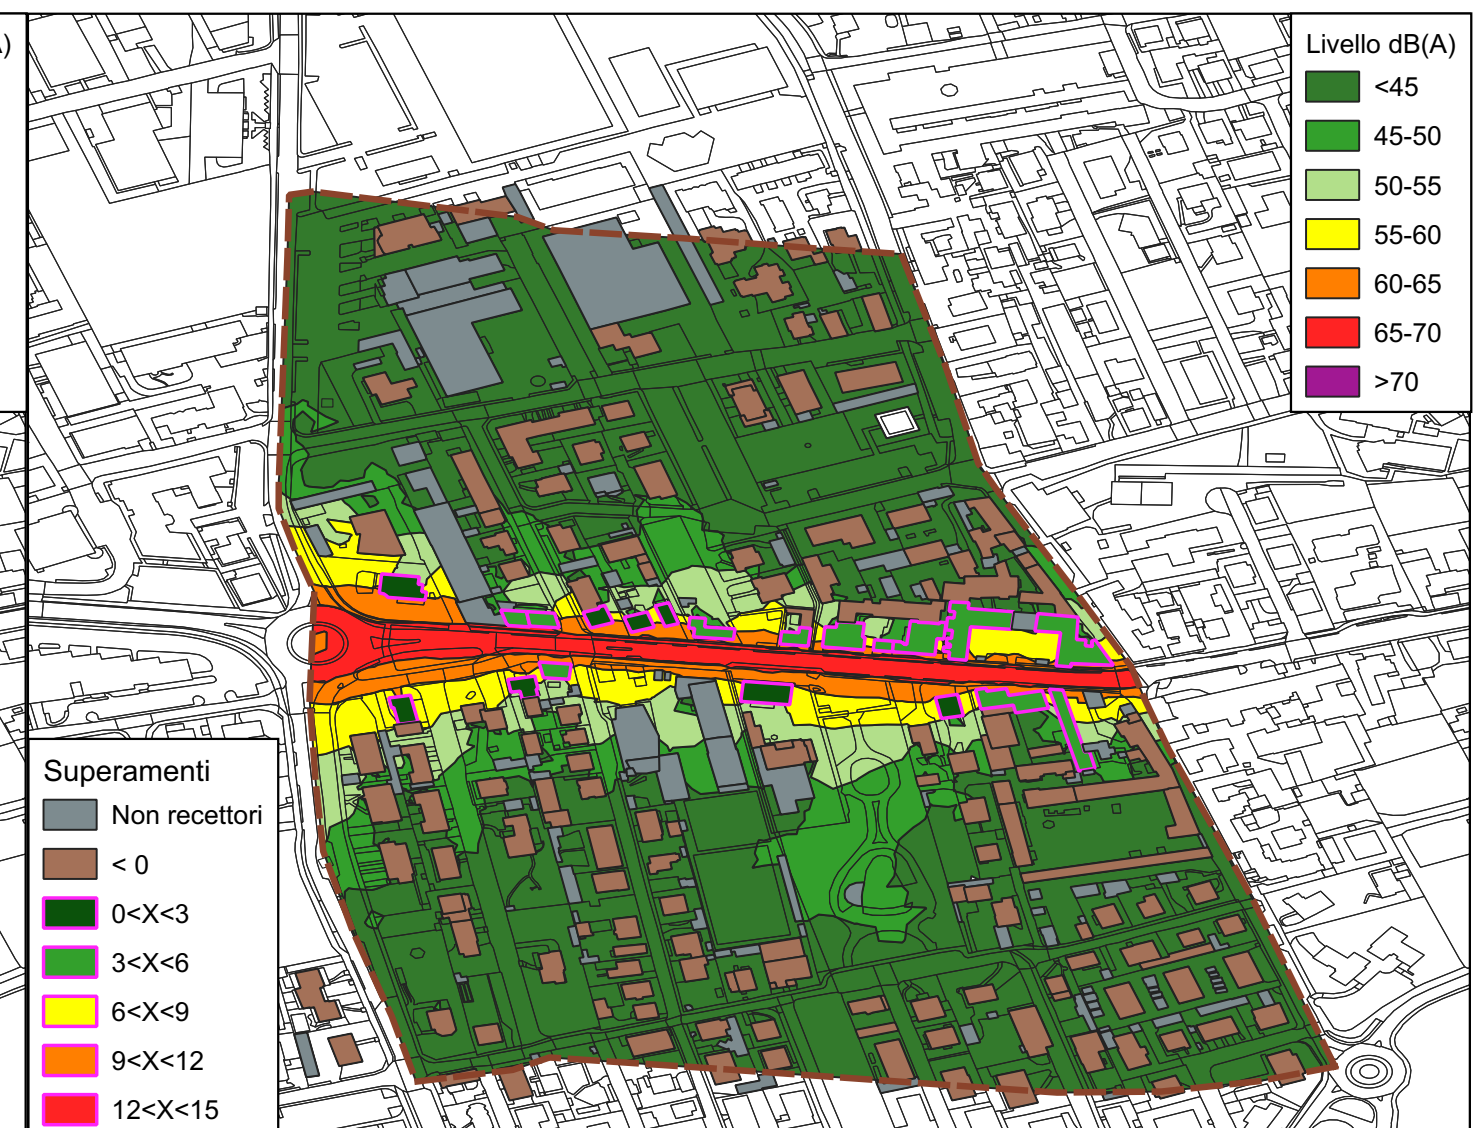 A)
Livello dB(A)
<45
45-50
50-55
55-60
60-65
65-70
>70
Superamenti
Non recettori
< 0
0<X<3
3<X<6
6<X<9
9<X<12
12<X<15